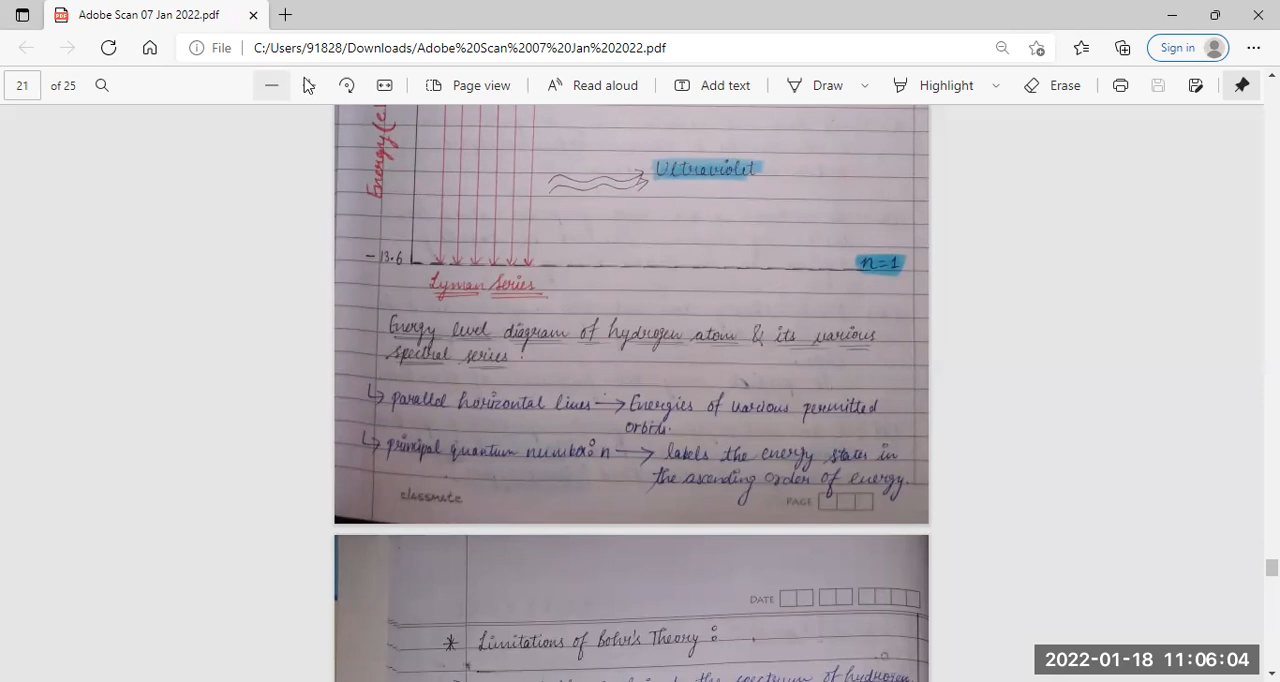 Adobe Scan 07 Jan 2022.pdf
File
C:/Users/91828/Downloads/Adobe%20Scan%2007%20Jan%202022.pdf
Sign in
21 of 25
Page view
Read aloud
Add text
Draw
Highlight
Erase
Energy (e.
Ultraviolet
-13.6
n=1
Lyman Series
Energy level diagram of hydrogen atom & its various
spectral series :
↳ parallel horizontal lines → Energies of various permitted
orbits.
↳ principal quantum number: n → labels the energy states in
the ascending order of energy.
classmate
PAGE
DATE
* Limitations of Bohr's Theory :
the spectrum of hydrogen
2022-01-18 11:06:04